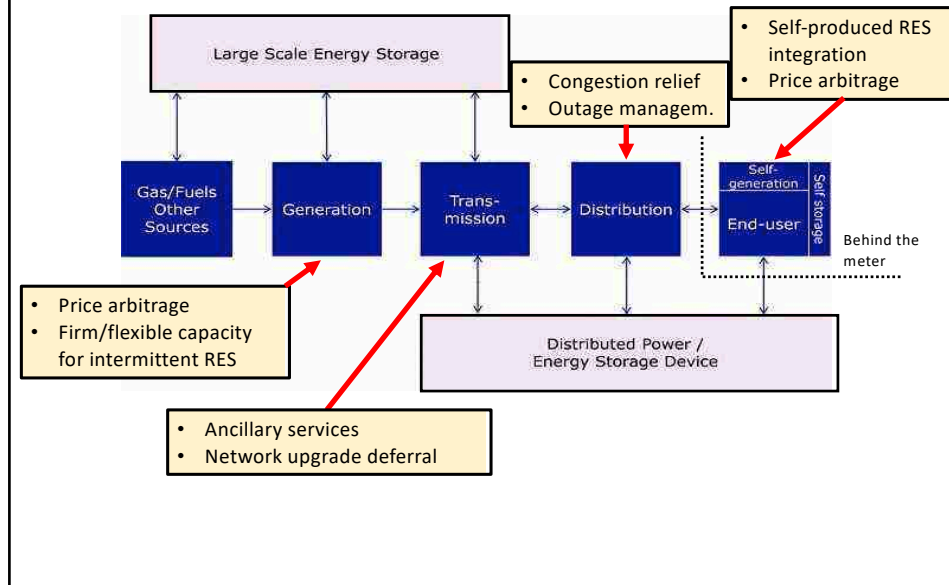 Large Scale Energy Storage
• Self-produced RES
integration
• Price arbitrage
• Congestion relief
• Outage managem.
Gas/Fuels
Other
Sources
Generation
Trans-
mission
Distribution
Self-
generation
End-user
Self storage
Behind the
meter
• Price arbitrage
• Firm/flexible capacity
for intermittent RES
Distributed Power /
Energy Storage Device
• Ancillary services
• Network upgrade deferral